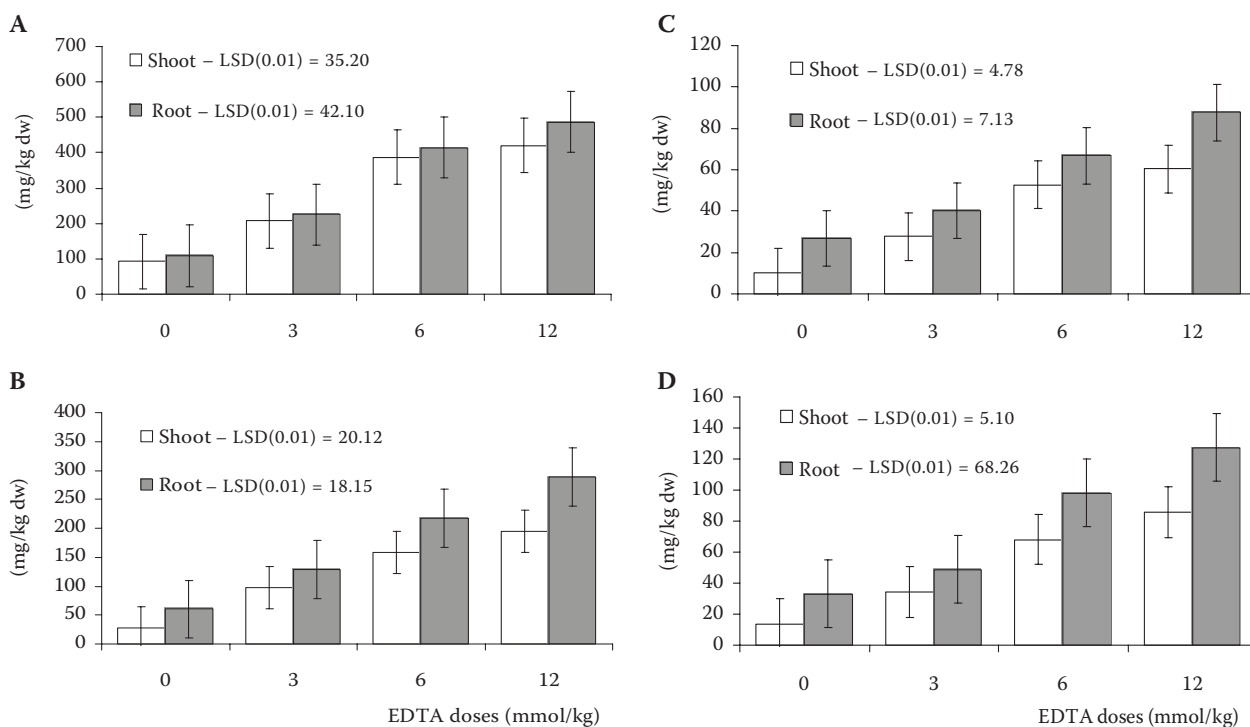 A
700
600
500
400
300
200
100
0
(mg/kg dw)
Shoot – LSD(0.01) = 35.20
Root – LSD(0.01) = 42.10
0 3 6 12
B
400
350
300
250
200
150
100
50
0
(mg/kg dw)
Shoot – LSD(0.01) = 20.12
Root – LSD(0.01) = 18.15
0 3 6 12
EDTA doses (mmol/kg)
C
120
100
80
60
40
20
0
(mg/kg dw)
Shoot – LSD(0.01) = 4.78
Root – LSD(0.01) = 7.13
0 3 6 12
D
160
140
120
100
80
60
40
20
0
(mg/kg dw)
Shoot – LSD(0.01) = 5.10
Root – LSD(0.01) = 68.26
0 3 6 12
EDTA doses (mmol/kg)